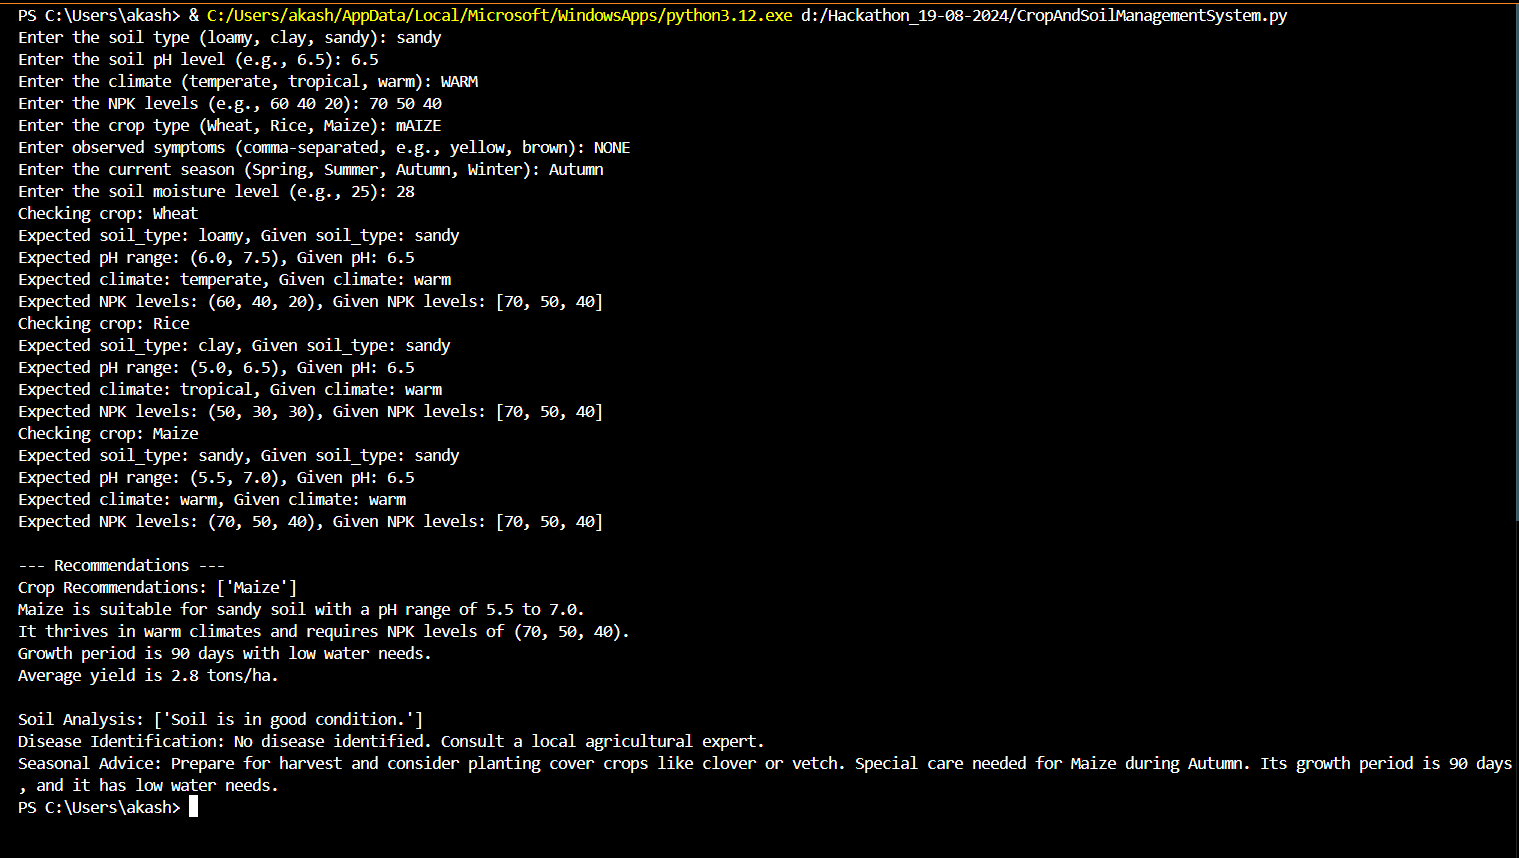 PS C:\Users\akash> & C:/Users/akash/AppData/Local/Microsoft/WindowsApps/python3.12.exe d:/Hackathon_19-08-2024/CropAndSoilManagementSystem.py
Enter the soil type (loamy, clay, sandy): sandy
Enter the soil pH level (e.g., 6.5): 6.5
Enter the climate (temperate, tropical, warm): WARM
Enter the NPK levels (e.g., 60 40 20): 70 50 40
Enter the crop type (Wheat, Rice, Maize): mAIZE
Enter observed symptoms (comma-separated, e.g., yellow, brown): NONE
Enter the current season (Spring, Summer, Autumn, Winter): Autumn
Enter the soil moisture level (e.g., 25): 28
Checking crop: Wheat
Expected soil_type: loamy, Given soil_type: sandy
Expected pH range: (6.0, 7.5), Given pH: 6.5
Expected climate: temperate, Given climate: warm
Expected NPK levels: (60, 40, 20), Given NPK levels: [70, 50, 40]
Checking crop: Rice
Expected soil_type: clay, Given soil_type: sandy
Expected pH range: (5.0, 6.5), Given pH: 6.5
Expected climate: tropical, Given climate: warm
Expected NPK levels: (50, 30, 30), Given NPK levels: [70, 50, 40]
Checking crop: Maize
Expected soil_type: sandy, Given soil_type: sandy
Expected pH range: (5.5, 7.0), Given pH: 6.5
Expected climate: warm, Given climate: warm
Expected NPK levels: (70, 50, 40), Given NPK levels: [70, 50, 40]

--- Recommendations ---
Crop Recommendations: ['Maize']
Maize is suitable for sandy soil with a pH range of 5.5 to 7.0.
It thrives in warm climates and requires NPK levels of (70, 50, 40).
Growth period is 90 days with low water needs.
Average yield is 2.8 tons/ha.

Soil Analysis: ['Soil is in good condition.']
Disease Identification: No disease identified. Consult a local agricultural expert.
Seasonal Advice: Prepare for harvest and consider planting cover crops like clover or vetch. Special care needed for Maize during Autumn. Its growth period is 90 days
, and it has low water needs.
PS C:\Users\akash>